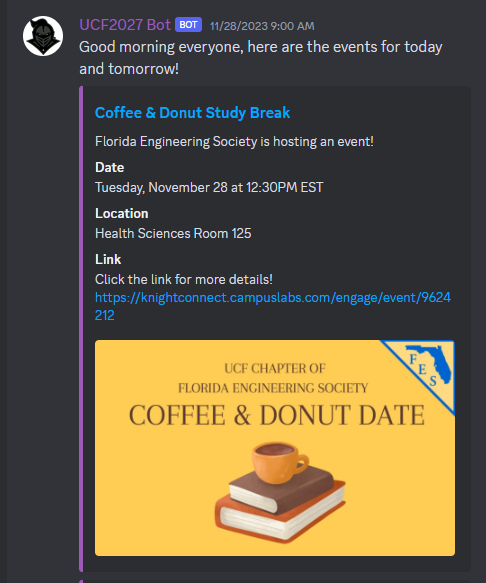 UCF2027 Bot BOT 11/28/2023 9:00 AM
Good morning everyone, here are the events for today
and tomorrow!
Coffee & Donut Study Break
Florida Engineering Society is hosting an event!
Date
Tuesday, November 28 at 12:30PM EST
Location
Health Sciences Room 125
Link
Click the link for more details!
https://knightconnect.campuslabs.com/engage/event/9624
212
UCF CHAPTER OF
FLORIDA ENGINEERING SOCIETY
COFFEE & DONUT DATE
FES